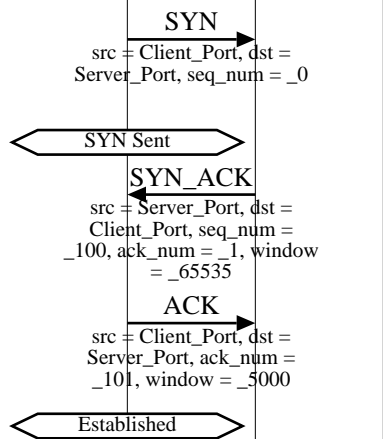 SYN
src = Client_Port, dst =
Server_Port, seq_num = _0
SYN Sent
SYN_ACK
src = Server_Port, dst =
Client_Port, seq_num =
_100, ack_num = _1, window
= _65535
ACK
src = Client_Port, dst =
Server_Port, ack_num =
_101, window = _5000
Established